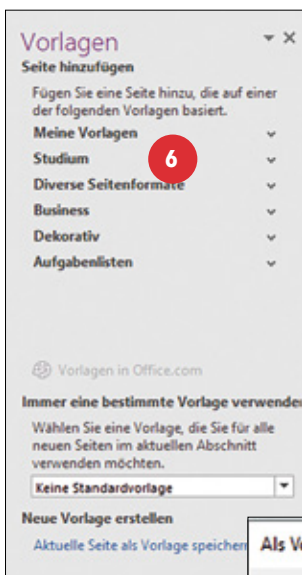 Vorlagen
Seite hinzufügen
Fügen Sie eine Seite hinzu, die auf einer
der folgenden Vorlagen basiert.
Meine Vorlagen
Studium
6
Diverse Seitenformate
Business
Dekorativ
Aufgabenlisten
Vorlagen in Office.com
Immer eine bestimmte Vorlage verwenden
Wählen Sie eine Vorlage, die Sie für alle
neuen Seiten im aktuellen Abschnitt
verwenden möchten.
Keine Standardvorlage
Neue Vorlage erstellen
Aktuelle Seite als Vorlage speichern
Als Vo